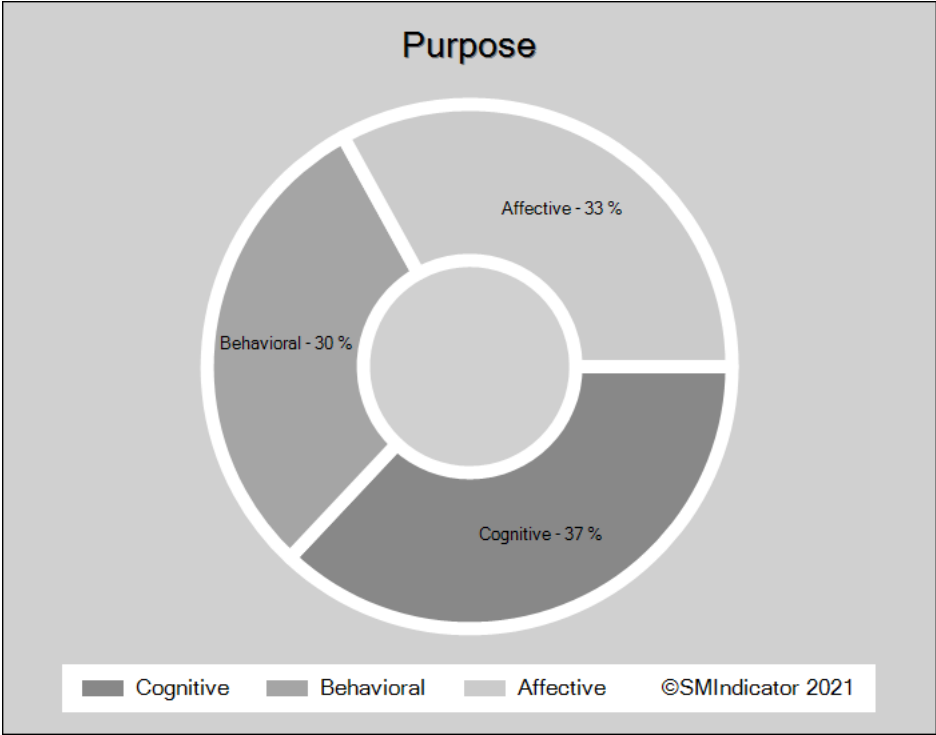 Purpose
Affective - 33 %
Behavioral - 30 %
Cognitive - 37 %
Cognitive Behavioral Affective ©SMIndicator 2021